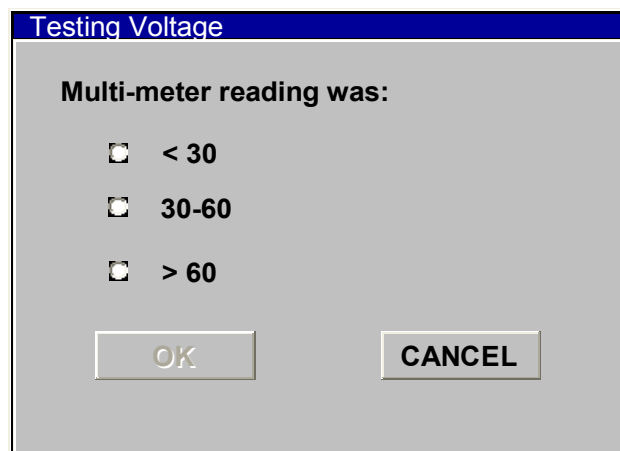 Testing Voltage
Multi-meter reading was:
< 30
30-60
> 60
OK CANCEL